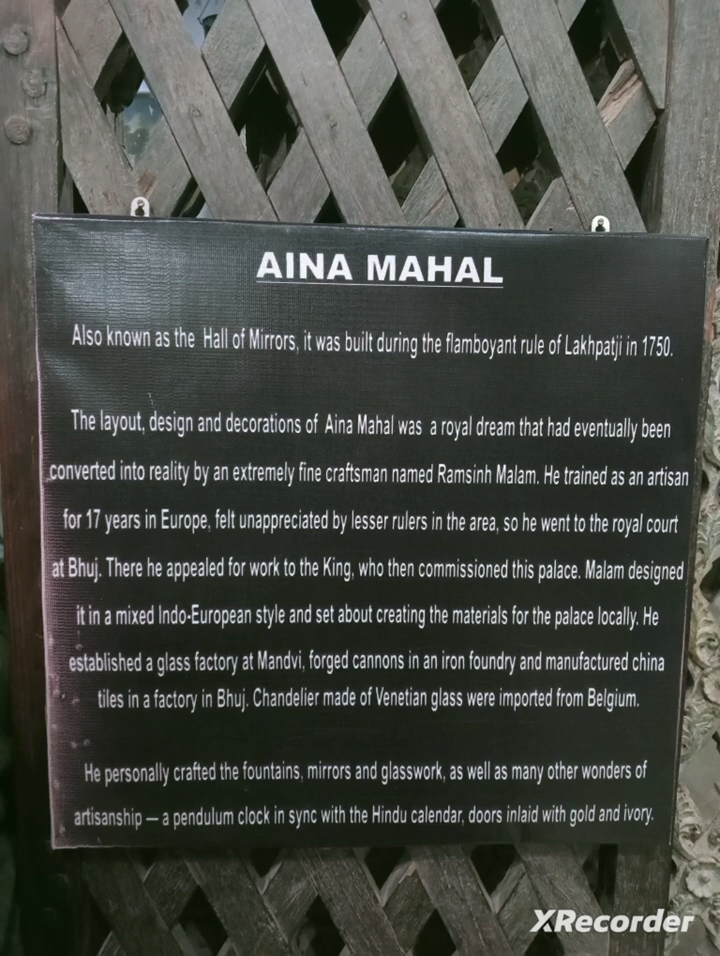 AINA MAHAL
Also known as the Hall of Mirrors, it was built during the flamboyant rule of Lakhpatji in 1750.
The layout, design and decorations of Aina Mahal was a royal dream that had eventually been
converted into reality by an extremely fine craftsman named Ramsinh Malam. He trained as an artisan
for 17 years in Europe, felt unappreciated by lesser rulers in the area, so he went to the royal court
at Bhuj. There he appealed for work to the King, who then commissioned this palace. Malam designed
it in a mixed Indo-European style and set about creating the materials for the palace locally. He
established a glass factory at Mandvi, forged cannons in an iron foundry and manufactured china
tiles in a factory in Bhuj. Chandelier made of Venetian glass were imported from Belgium.
He personally crafted the fountains, mirrors and glasswork, as well as many other wonders of
artisanship — a pendulum clock in sync with the Hindu calendar, doors inlaid with gold and ivory.
XRecorder